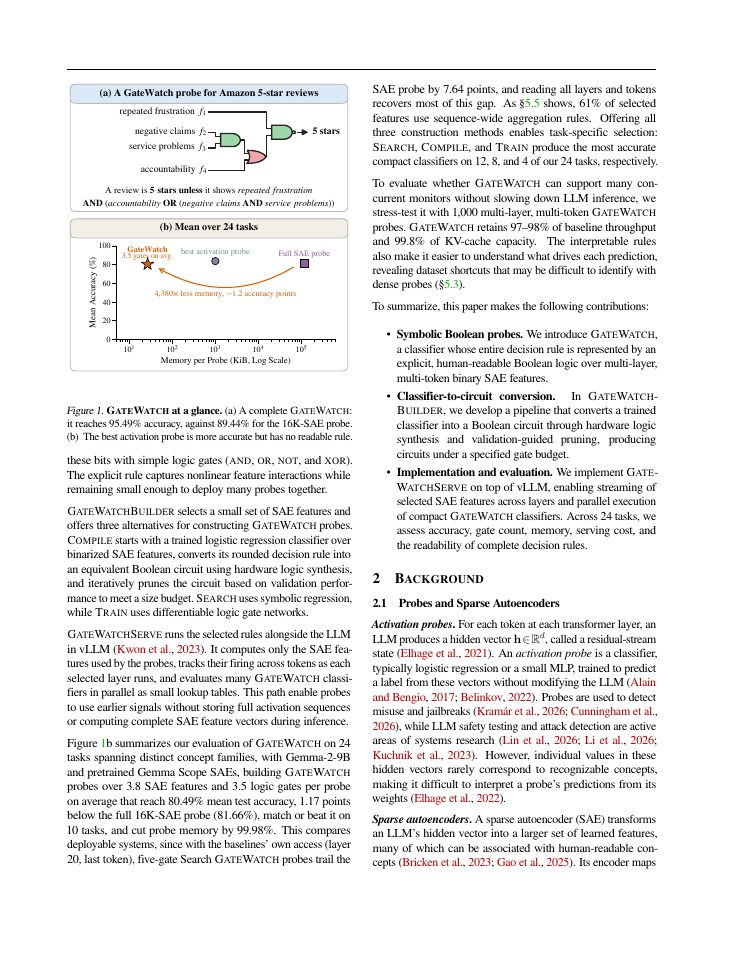 (a) A GateWatch probe for Amazon 5-star reviews
repeated frustration f1
negative claims f2
service problems f3
accountability f4
5 stars
A review is 5 stars unless it shows repeated frustration
AND (accountability OR (negative claims AND service problems))
(b) Mean over 24 tasks
Mean Accuracy (%)
100
80
60
40
20
0
GateWatch
3.5 gates on avg.
best activation probe
Full SAE probe
4,380× less memory, −1.2 accuracy points
10^1
10^2
10^3
10^4
10^5
Memory per Probe (KiB, Log Scale)
Figure 1. GATEWATCH at a glance. (a) A complete GATEWATCH:
it reaches 95.49% accuracy, against 89.44% for the 16K-SAE probe.
(b) The best activation probe is more accurate but has no readable rule.
these bits with simple logic gates (AND, OR, NOT, and XOR).
The explicit rule captures nonlinear feature interactions while
remaining small enough to deploy many probes together.
GATEWATCHBUILDER selects a small set of SAE features and
offers three alternatives for constructing GATEWATCH probes.
COMPILE starts with a trained logistic regression classifier over
binarized SAE features, converts its rounded decision rule into
an equivalent Boolean circuit using hardware logic synthesis,
and iteratively prunes the circuit based on validation perfor-
mance to meet a size budget. SEARCH uses symbolic regression,
while TRAIN uses differentiable logic gate networks.
GATEWATCHSERVE runs the selected rules alongside the LLM
in vLLM (Kwon et al., 2023). It computes only the SAE fea-
tures used by the probes, tracks their firing across tokens as each
selected layer runs, and evaluates many GATEWATCH classi-
fiers in parallel as small lookup tables. This path enable probes
to use earlier signals without storing full activation sequences
or computing complete SAE feature vectors during inference.
Figure 1b summarizes our evaluation of GATEWATCH on 24
tasks spanning distinct concept families, with Gemma-2-9B
and pretrained Gemma Scope SAEs, building GATEWATCH
probes over 3.8 SAE features and 3.5 logic gates per probe
on average that reach 80.49% mean test accuracy, 1.17 points
below the full 16K-SAE probe (81.66%), match or beat it on
10 tasks, and cut probe memory by 99.98%. This compares
deployable systems, since with the baselines' own access (layer
20, last token), five-gate Search GATEWATCH probes trail the
SAE probe by 7.64 points, and reading all layers and tokens
recovers most of this gap. As §5.5 shows, 61% of selected
features use sequence-wide aggregation rules. Offering all
three construction methods enables task-specific selection:
SEARCH, COMPILE, and TRAIN produce the most accurate
compact classifiers on 12, 8, and 4 of our 24 tasks, respectively.
To evaluate whether GATEWATCH can support many con-
current monitors without slowing down LLM inference, we
stress-test it with 1,000 multi-layer, multi-token GATEWATCH
probes. GATEWATCH retains 97–98% of baseline throughput
and 99.8% of KV-cache capacity. The interpretable rules
also make it easier to understand what drives each prediction,
revealing dataset shortcuts that may be difficult to identify with
dense probes (§5.3).
To summarize, this paper makes the following contributions:
• Symbolic Boolean probes. We introduce GATEWATCH,
a classifier whose entire decision rule is represented by an
explicit, human-readable Boolean logic over multi-layer,
multi-token binary SAE features.
• Classifier-to-circuit conversion. In GATEWATCH-
BUILDER, we develop a pipeline that converts a trained
classifier into a Boolean circuit through hardware logic
synthesis and validation-guided pruning, producing
circuits under a specified gate budget.
• Implementation and evaluation. We implement GATE-
WATCHSERVE on top of vLLM, enabling streaming of
selected SAE features across layers and parallel execution
of compact GATEWATCH classifiers. Across 24 tasks, we
assess accuracy, gate count, memory, serving cost, and
the readability of complete decision rules.
2 BACKGROUND
2.1 Probes and Sparse Autoencoders
Activation probes. For each token at each transformer layer, an
LLM produces a hidden vector h∈ℝ^d, called a residual-stream
state (Elhage et al., 2021). An activation probe is a classifier,
typically logistic regression or a small MLP, trained to predict
a label from these vectors without modifying the LLM (Alain
and Bengio, 2017; Belinkov, 2022). Probes are used to detect
misuse and jailbreaks (Kramár et al., 2026; Cunningham et al.,
2026), while LLM safety testing and attack detection are active
areas of systems research (Lin et al., 2026; Li et al., 2026;
Kuchnik et al., 2023). However, individual values in these
hidden vectors rarely correspond to recognizable concepts,
making it difficult to interpret a probe's predictions from its
weights (Elhage et al., 2022).
Sparse autoencoders. A sparse autoencoder (SAE) transforms
an LLM's hidden vector into a larger set of learned features,
many of which can be associated with human-readable con-
cepts (Bricken et al., 2023; Gao et al., 2025). Its encoder maps